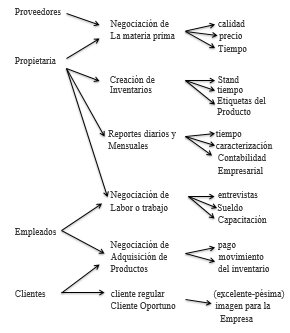 Proveedores
Negociación de
La materia prima
calidad
precio
Tiempo
Propietaria
Creación de
Inventarios
Stand
tiempo
Etiquetas del
Producto
Reportes diarios y
Mensuales
tiempo
caracterización
Contabilidad
Empresarial
Negociación de
Labor o trabajo
entrevistas
Sueldo
Capacitación
Empleados
Negociación de
Adquisición de
Productos
pago
movimiento
del inventario
Clientes
cliente regular
Cliente Oportuno
(excelente-pésima)
imagen para la
Empresa